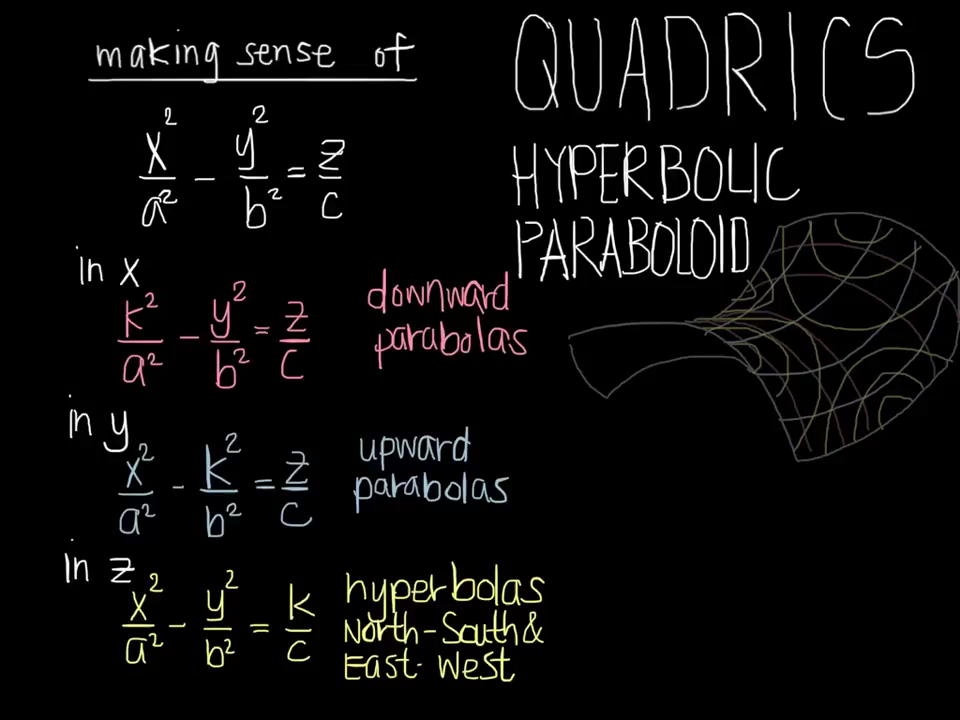 making sense of
x²/a² - y²/b² = z/c
in x
k²/a² - y²/b² = z/c
downward
parabolas
in y
x²/a² - k²/b² = z/c
upward
parabolas
in z
x²/a² - y²/b² = k/c
hyperbolas
North-South &
East-West
QUADRICS
HYPERBOLIC
PARABOLOID